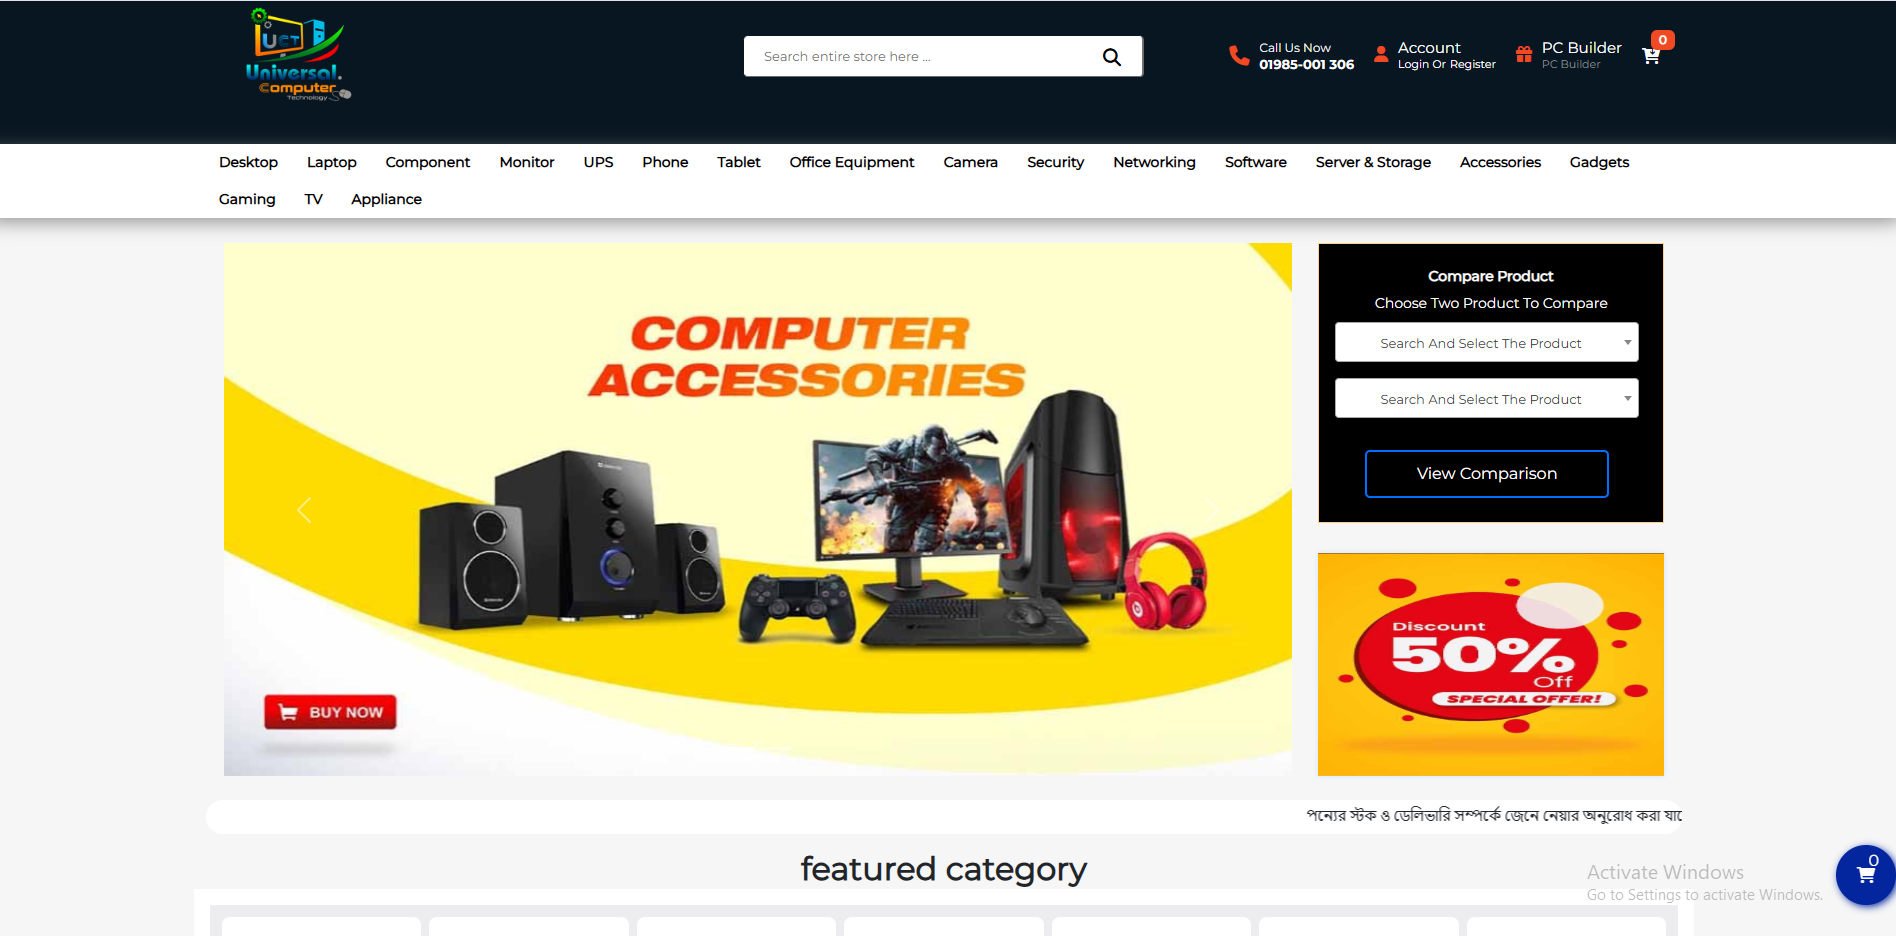 UCT
Universal.
Computer
Technology
Search entire store here ...
Call Us Now
01985-001 306
Account
Login Or Register
PC Builder
PC Builder
0
Desktop Laptop Component Monitor UPS Phone Tablet Office Equipment Camera Security Networking Software Server & Storage Accessories Gadgets
Gaming TV Appliance
COMPUTER
ACCESSORIES
BUY NOW
Compare Product
Choose Two Product To Compare
Search And Select The Product
Search And Select The Product
View Comparison
Discount
50%
Off
SPECIAL OFFER!
পন্যের স্টক ও ডেলিভারি সম্পর্কে জেনে নেয়ার অনুরোধ করা যাচ
featured category
Activate Windows
Go to Settings to activate Windows.
0